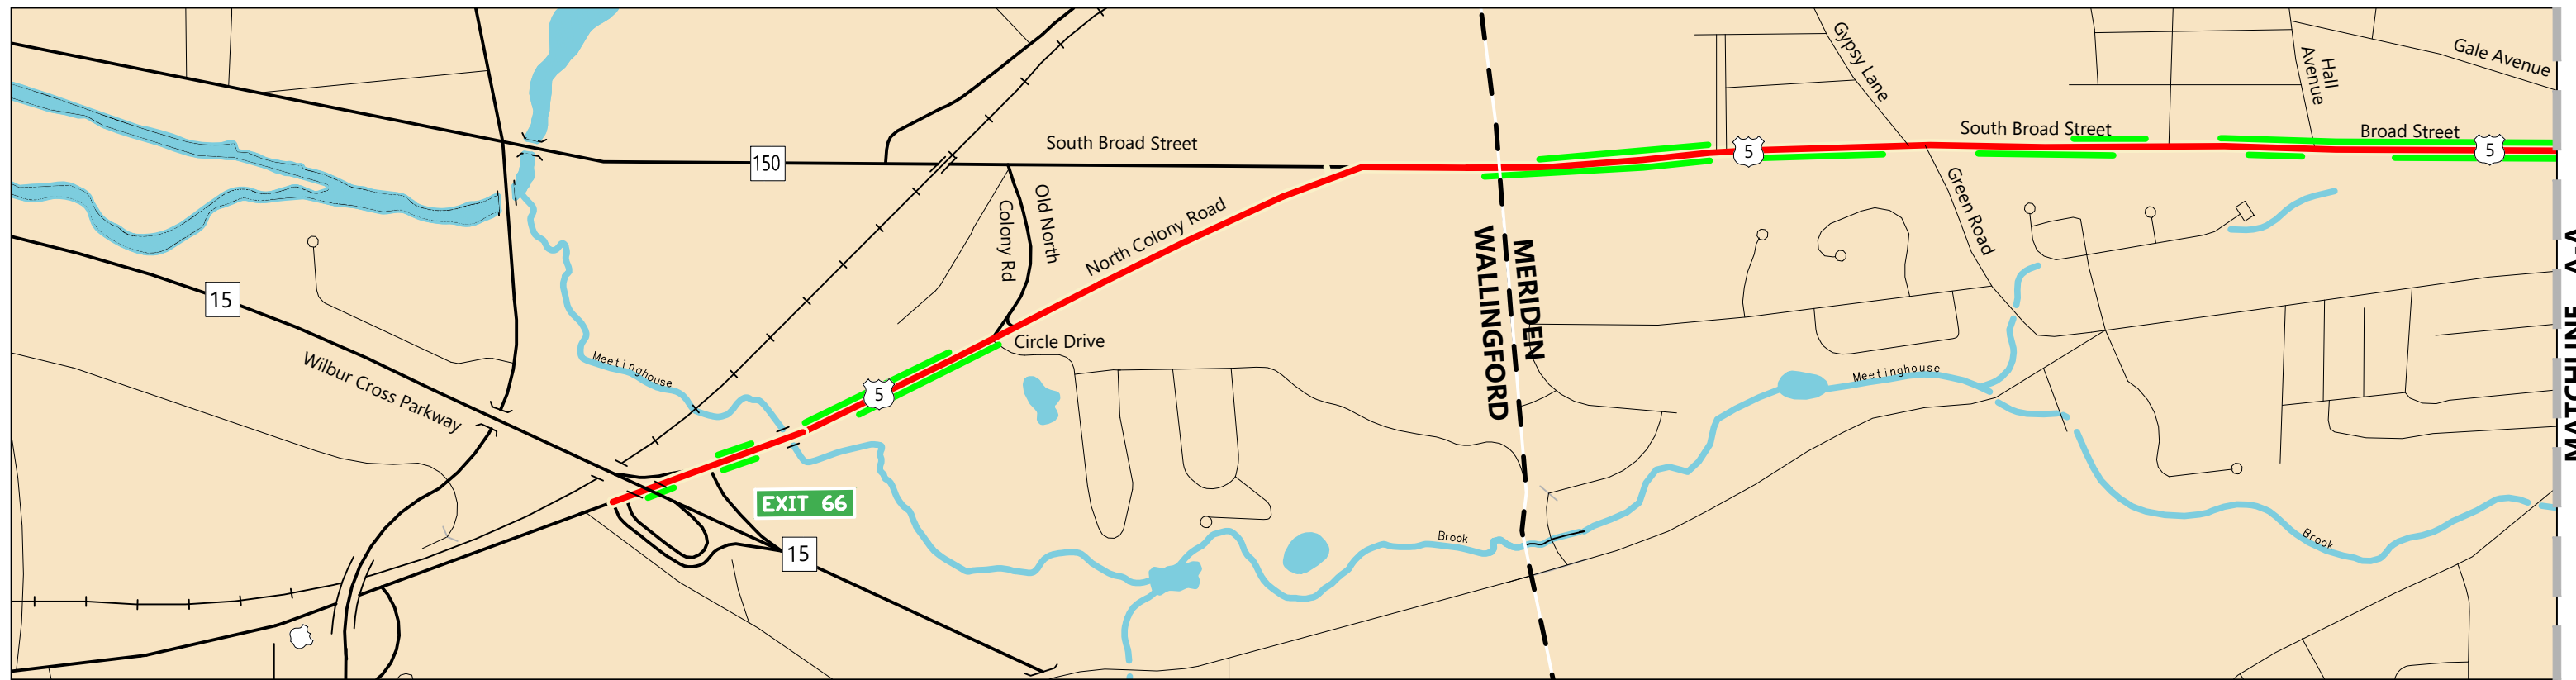 Gypsy Lane
Hall
Avenue
Gale Avenue
South Broad Street
150
South Broad Street
5
Broad Street
5
Old North
Colony Rd
North Colony Road
Green Road
MERIDEN
WALLINGFORD
15
Wilbur Cross Parkway
Meetinghouse
Circle Drive
5
Meetinghouse
EXIT 66
15
Brook
Brook
MATCHLINE